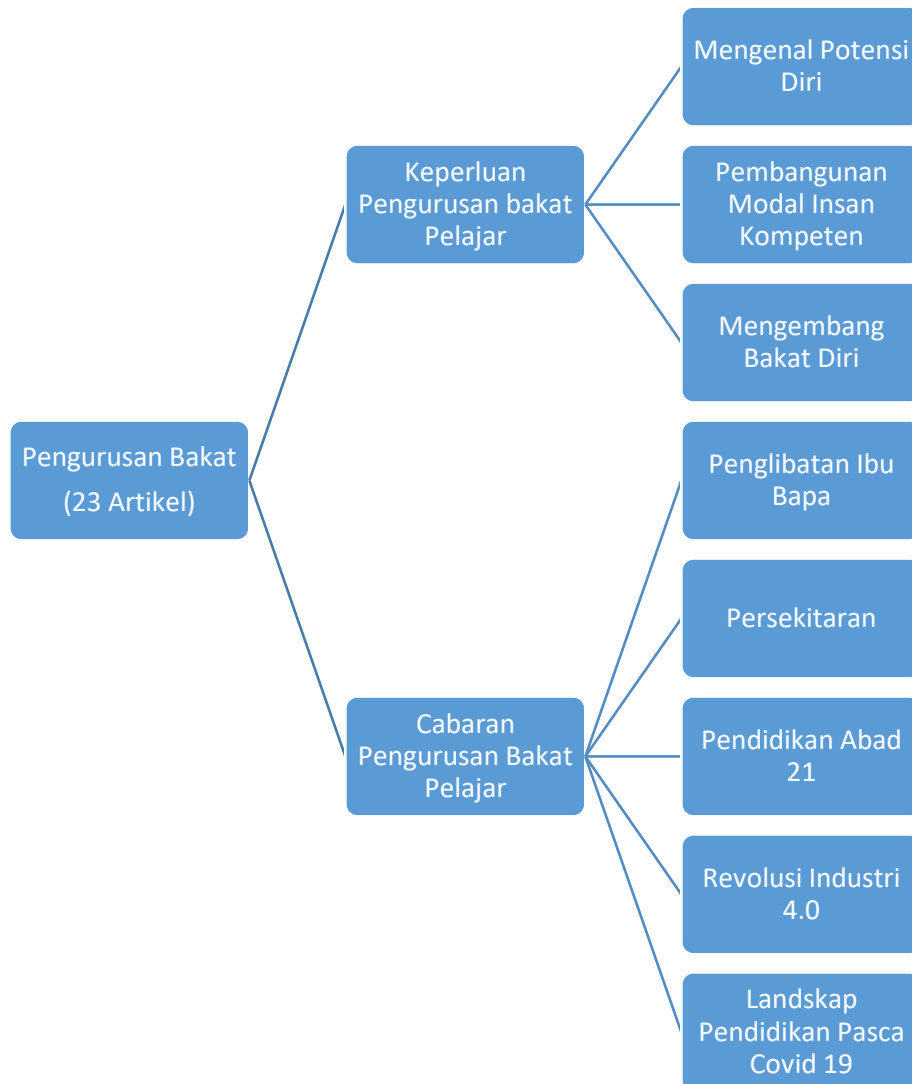 Pengurusan Bakat
(23 Artikel)
Keperluan
Pengurusan bakat
Pelajar
Mengenal Potensi
Diri
Pembangunan
Modal Insan
Kompeten
Mengembang
Bakat Diri
Cabaran
Pengurusan Bakat
Pelajar
Penglibatan Ibu
Bapa
Persekitaran
Pendidikan Abad
21
Revolusi Industri
4.0
Landskap
Pendidikan Pasca
Covid 19